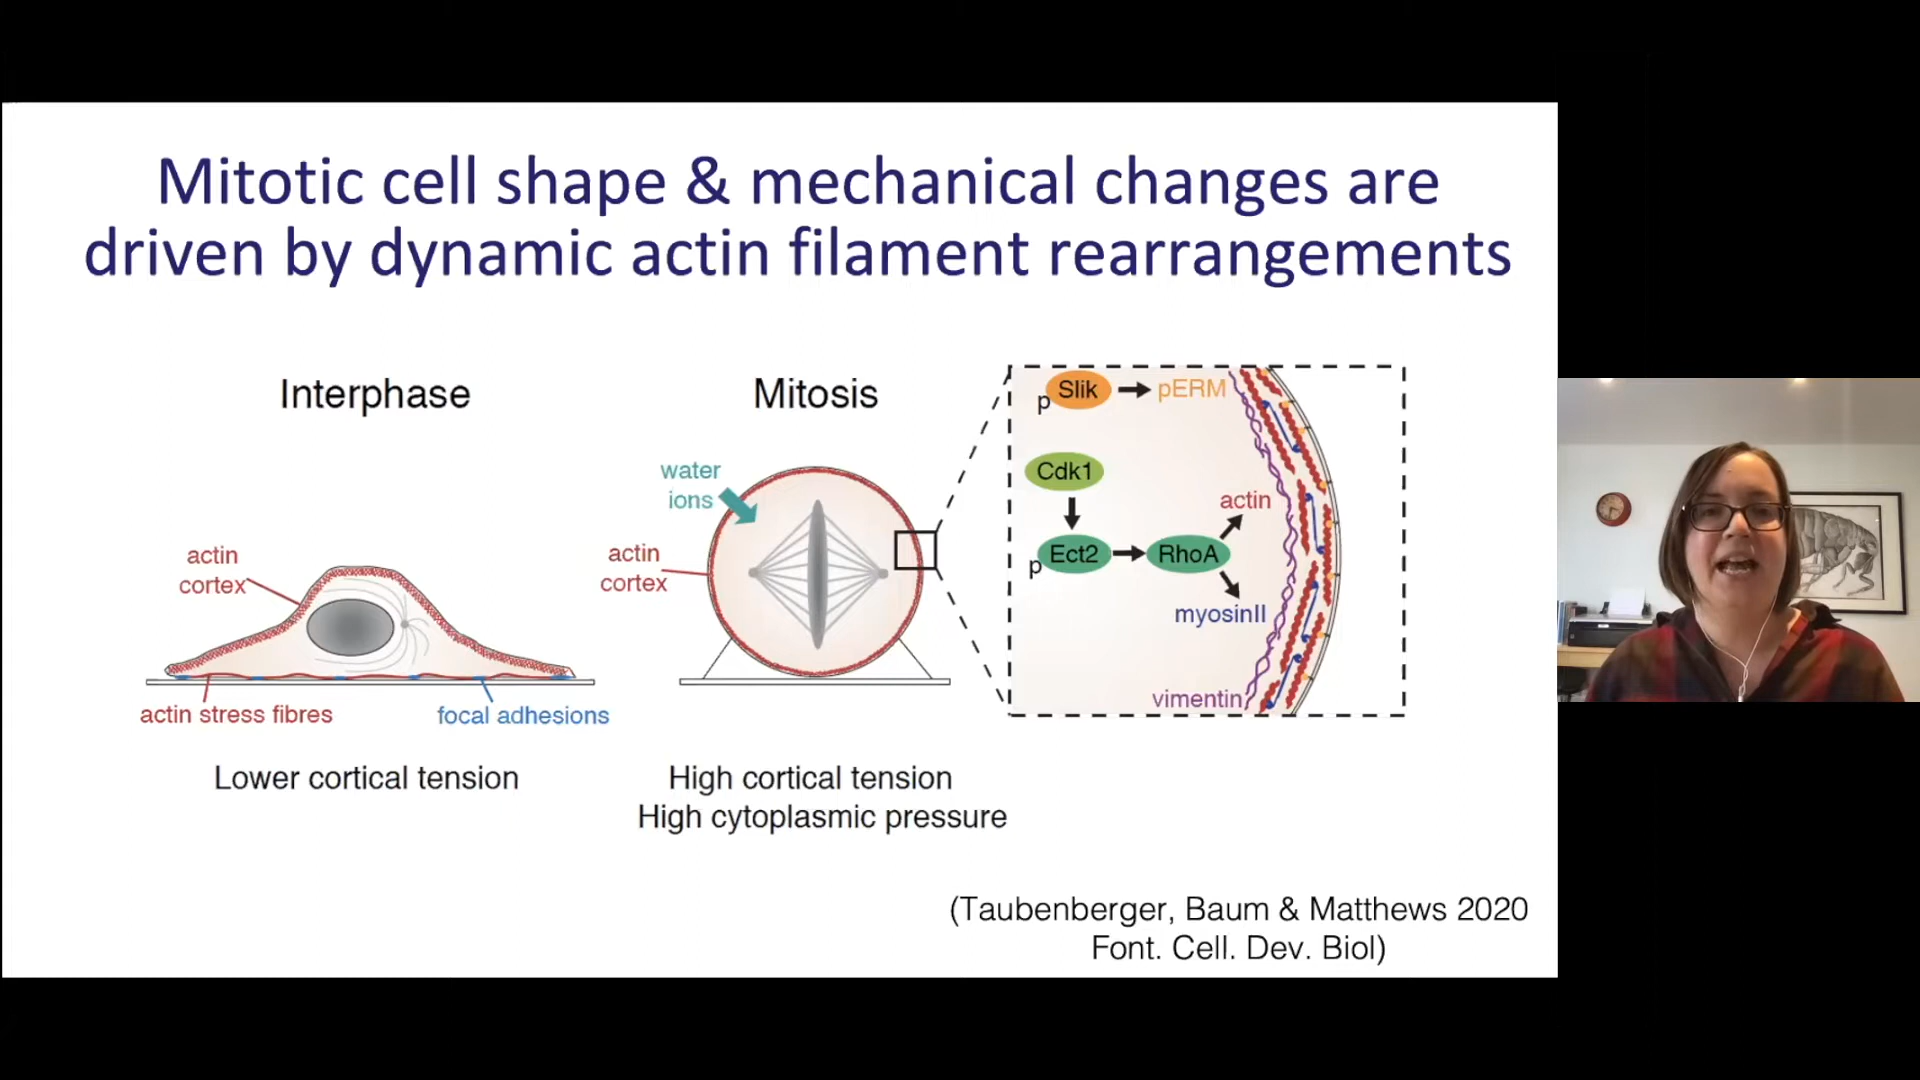 Mitotic cell shape & mechanical changes are
driven by dynamic actin filament rearrangements
Interphase
actin
cortex
actin stress fibres
focal adhesions
Lower cortical tension
Mitosis
water
ions
actin
cortex
High cortical tension
High cytoplasmic pressure
p Slik
pERM
Cdk1
p Ect2
RhoA
actin
myosinII
vimentin
(Taubenberger, Baum & Matthews 2020
Font. Cell. Dev. Biol)